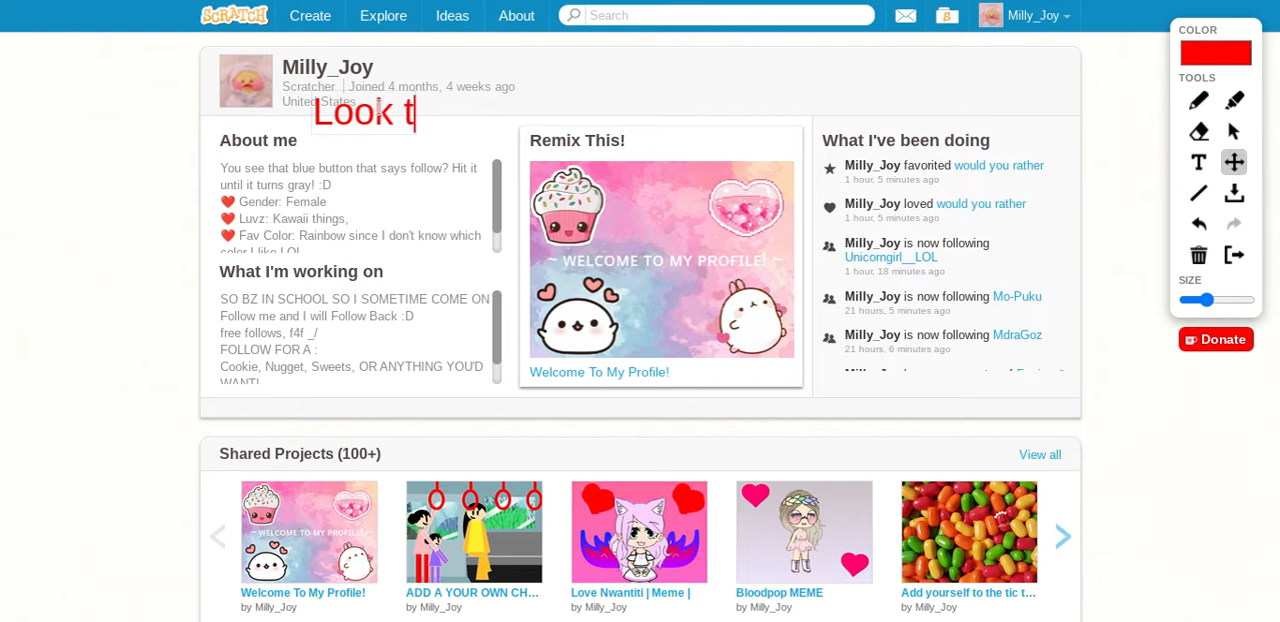 SCRATCH
Create
Explore
Ideas
About
Search
Milly_Joy
COLOR
TOOLS
SIZE
Donate
Milly_Joy
Scratcher | Joined 4 months, 4 weeks ago
United States
Look t
About me
You see that blue button that says follow? Hit it
until it turns gray! :D
❤️ Gender: Female
❤️ Luvz: Kawaii things,
❤️ Fav Color: Rainbow since I don't know which
color I like LOL
What I'm working on
SO BZ IN SCHOOL SO I SOMETIME COME ON
Follow me and I will Follow Back :D
free follows, f4f _/
FOLLOW FOR A :
Cookie, Nugget, Sweets, OR ANYTHING YOU'D
WANT!
Remix This!
~ WELCOME TO MY PROFILE! ~
Welcome To My Profile!
What I've been doing
Milly_Joy favorited would you rather
1 hour, 5 minutes ago
Milly_Joy loved would you rather
1 hour, 5 minutes ago
Milly_Joy is now following
Unicorngirl__LOL
1 hour, 18 minutes ago
Milly_Joy is now following Mo-Puku
21 hours, 5 minutes ago
Milly_Joy is now following MdraGoz
21 hours, 6 minutes ago
Shared Projects (100+)
View all
WELCOME TO MY PROFILE!
Welcome To My Profile!
by Milly_Joy
ADD A YOUR OWN CH...
by Milly_Joy
Love Nwantiti | Meme |
by Milly_Joy
Bloodpop MEME
by Milly_Joy
Add yourself to the tic t...
by Milly_Joy